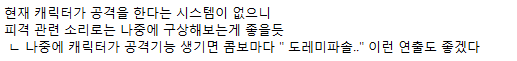 현재 캐릭터가 공격을 한다는 시스템이 없으니
피격 관련 소리로는 나중에 구상해보는게 좋을듯
ㄴ 나중에 캐릭터가 공격기능 생기면 콤보마다 " 도레미파솔.." 이런 연출도 좋겠다